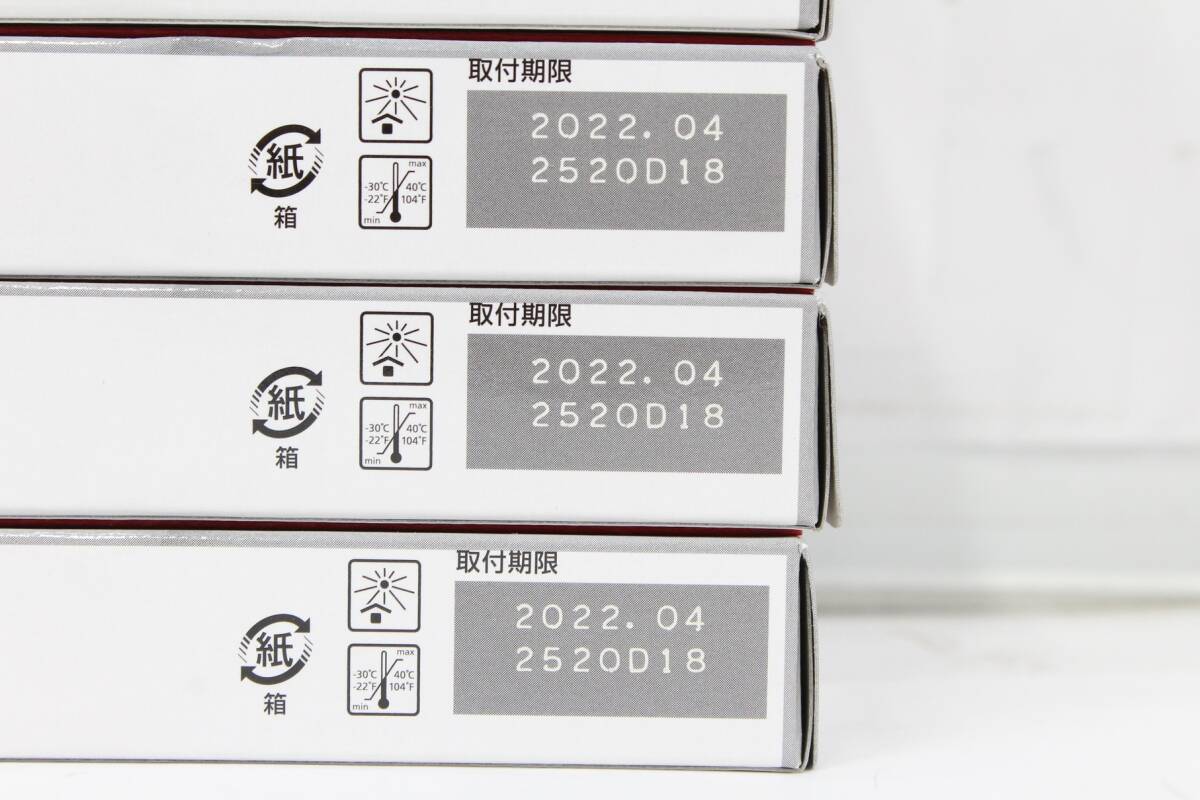 取付期限
2022. 04
2520D18
紙
箱
max
-30℃ 40℃
-22°F 104°F
min
取付期限
2022. 04
2520D18
紙
箱
max
-30℃ 40℃
-22°F 104°F
min
取付期限
2022. 04
2520D18
紙
箱
max
-30℃ 40℃
-22°F 104°F
min